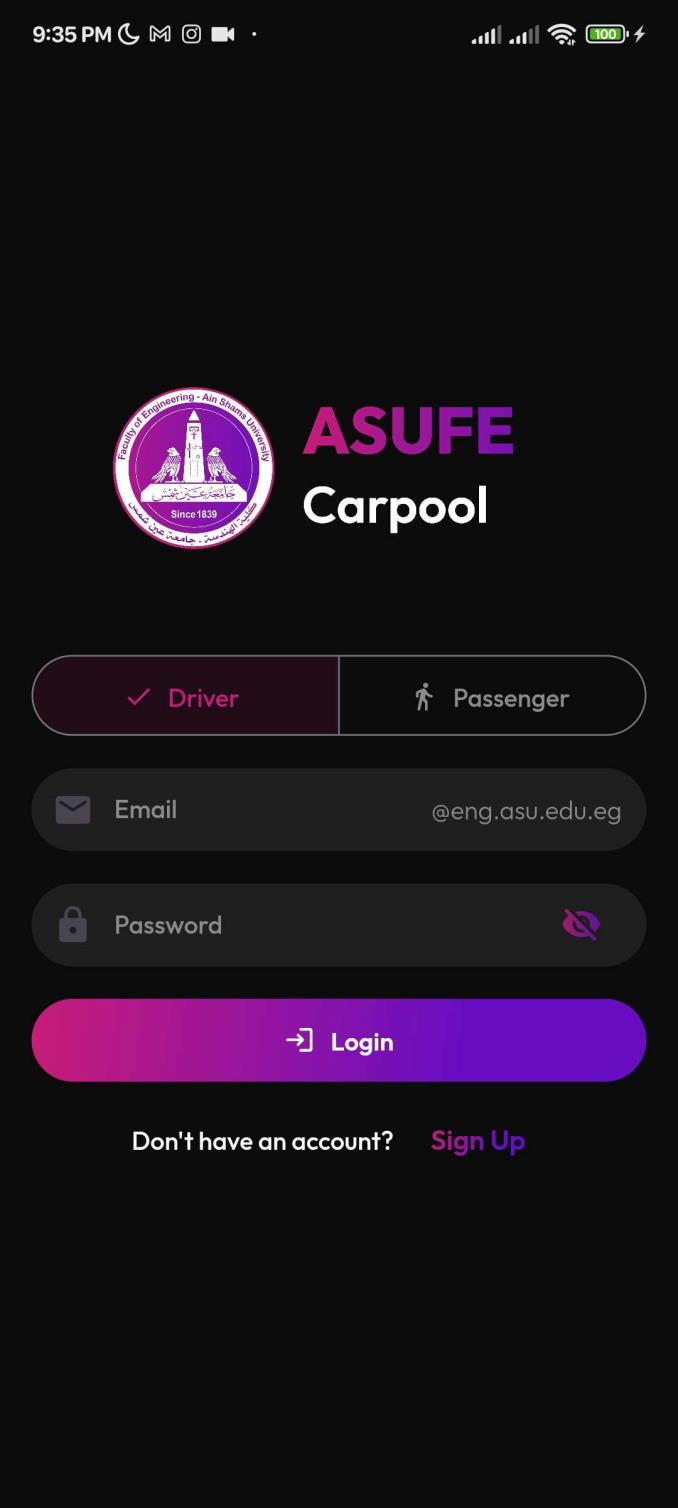 9:35 PM
100
Faculty of Engineering - Ain Shams University
جامعة عين شمس
Since 1839
كلية الهندسة - جامعة عين شمس
ASUFE
Carpool
Driver
Passenger
Email
@eng.asu.edu.eg
Password
Login
Don't have an account? Sign Up